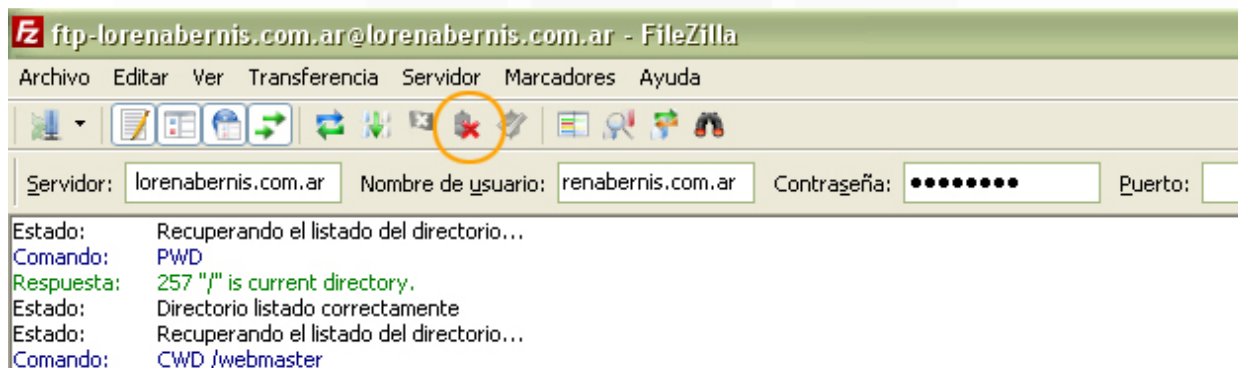 Fz ftp-lorenabernis.com.ar@lorenabernis.com.ar - FileZilla
Archivo Editar Ver Transferencia Servidor Marcadores Ayuda
Servidor: lorenabernis.com.ar Nombre de usuario: renabernis.com.ar Contraseña: ●●●●●●●● Puerto:
Estado: Recuperando el listado del directorio...
Comando: PWD
Respuesta: 257 "/" is current directory.
Estado: Directorio listado correctamente
Estado: Recuperando el listado del directorio...
Comando: CWD /webmaster